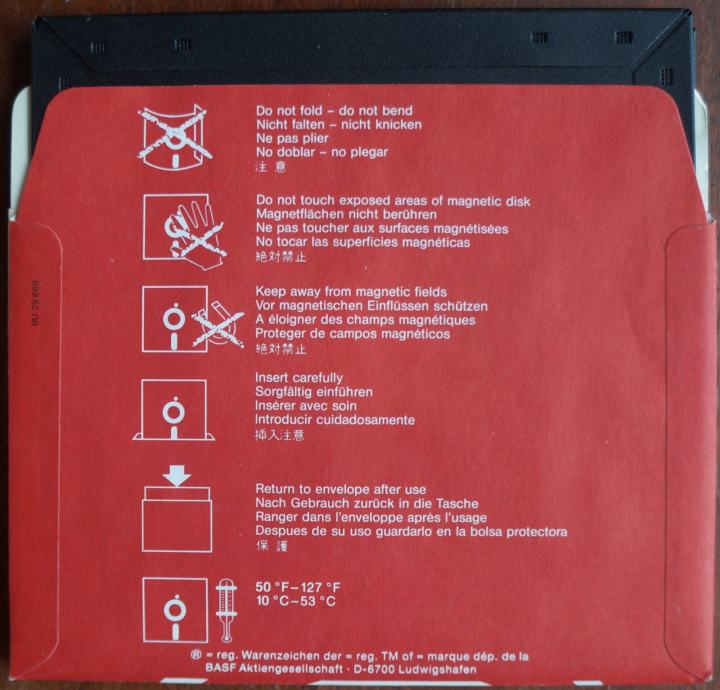 Do not fold – do not bend
Nicht falten – nicht knicken
Ne pas plier
No doblar – no plegar
注意
Do not touch exposed areas of magnetic disk
Magnetflächen nicht berühren
Ne pas toucher aux surfaces magnétisées
No tocar las superficies magnéticas
絶対禁止
Keep away from magnetic fields
Vor magnetischen Einflüssen schützen
A éloigner des champs magnétiques
Proteger de campos magnéticos
絶対禁止
BU 29 669
Insert carefully
Sorgfältig einführen
Insérer avec soin
Introducir cuidadosamente
挿入注意
Return to envelope after use
Nach Gebrauch zurück in die Tasche
Ranger dans l'enveloppe après l'usage
Despues de su uso guardarlo en la bolsa protectora
保護
50 °F–127 °F
10 °C–53 °C
® = reg. Warenzeichen der = reg. TM of = marque dép. de la
BASF Aktiengesellschaft · D-6700 Ludwigshafen